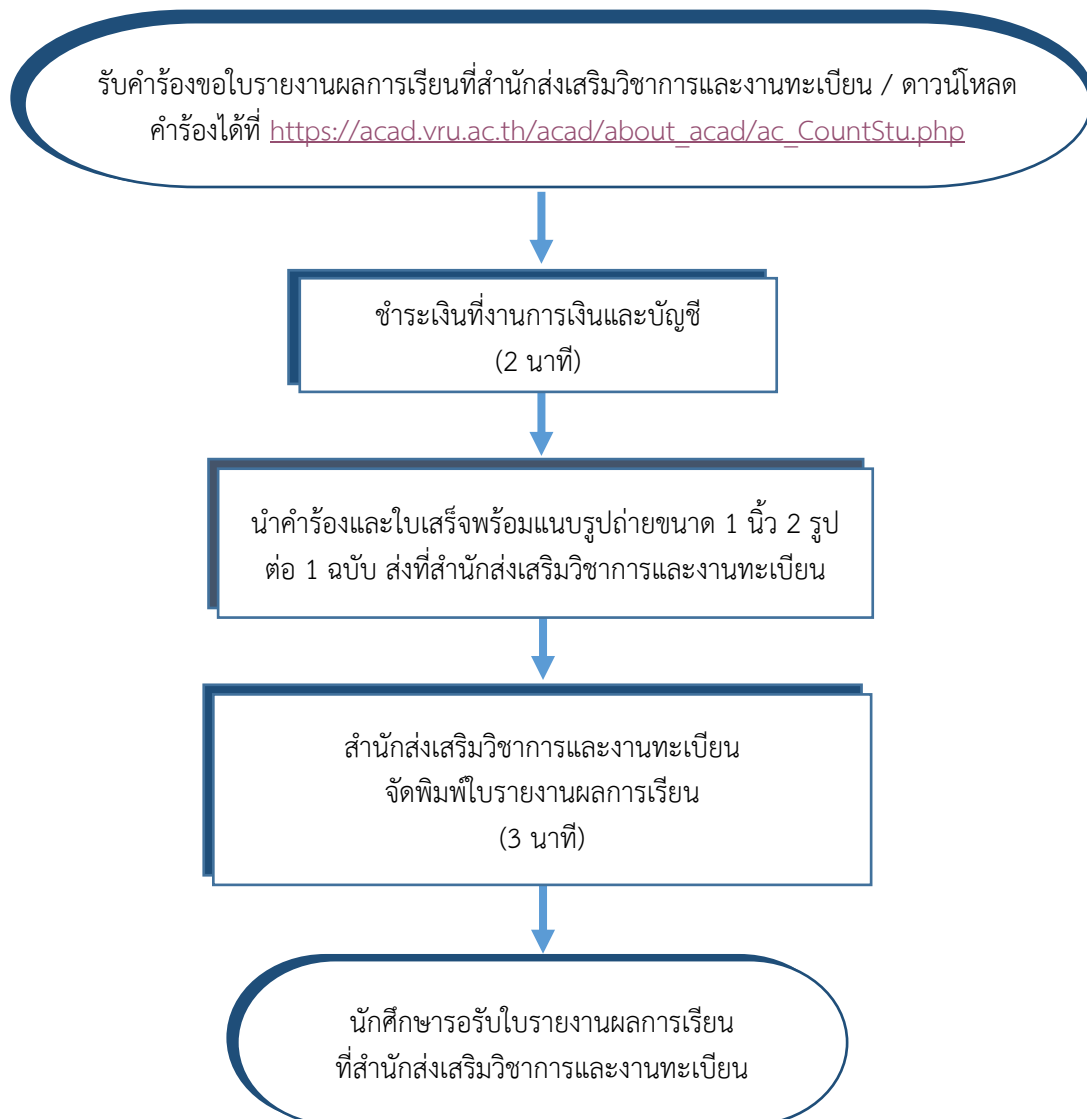 รับคำร้องขอใบรายงานผลการเรียนที่สำนักส่งเสริมวิชาการและงานทะเบียน / ดาวน์โหลด
คำร้องได้ที่ https://acad.vru.ac.th/acad/about_acad/ac_CountStu.php
ชำระเงินที่งานการเงินและบัญชี
(2 นาที)
นำคำร้องและใบเสร็จพร้อมแนบรูปถ่ายขนาด 1 นิ้ว 2 รูป
ต่อ 1 ฉบับ ส่งที่สำนักส่งเสริมวิชาการและงานทะเบียน
สำนักส่งเสริมวิชาการและงานทะเบียน
จัดพิมพ์ใบรายงานผลการเรียน
(3 นาที)
นักศึกษารอรับใบรายงานผลการเรียน
ที่สำนักส่งเสริมวิชาการและงานทะเบียน